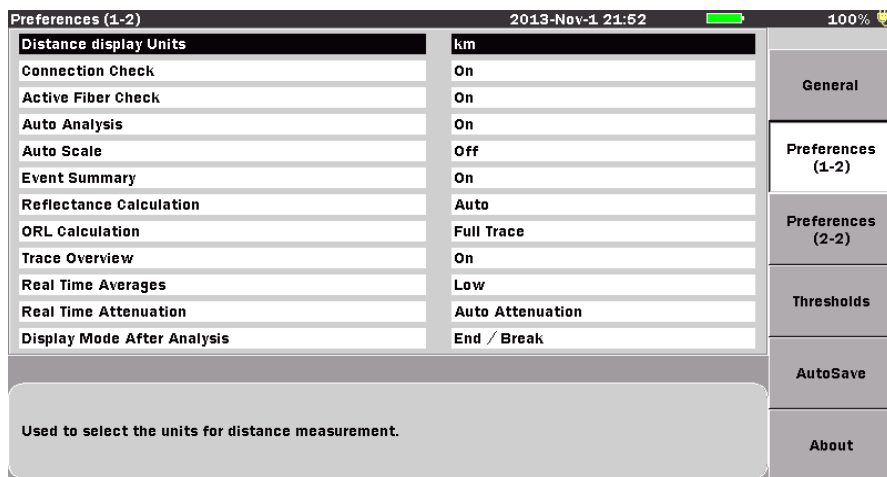 Preferences (1-2) 2013-Nov-1 21:52 100%
Distance display Units km
Connection Check On
Active Fiber Check On
Auto Analysis On
Auto Scale Off
Event Summary On
Reflectance Calculation Auto
ORL Calculation Full Trace
Trace Overview On
Real Time Averages Low
Real Time Attenuation Auto Attenuation
Display Mode After Analysis End / Break
Used to select the units for distance measurement.
General
Preferences
(1-2)
Preferences
(2-2)
Thresholds
AutoSave
About